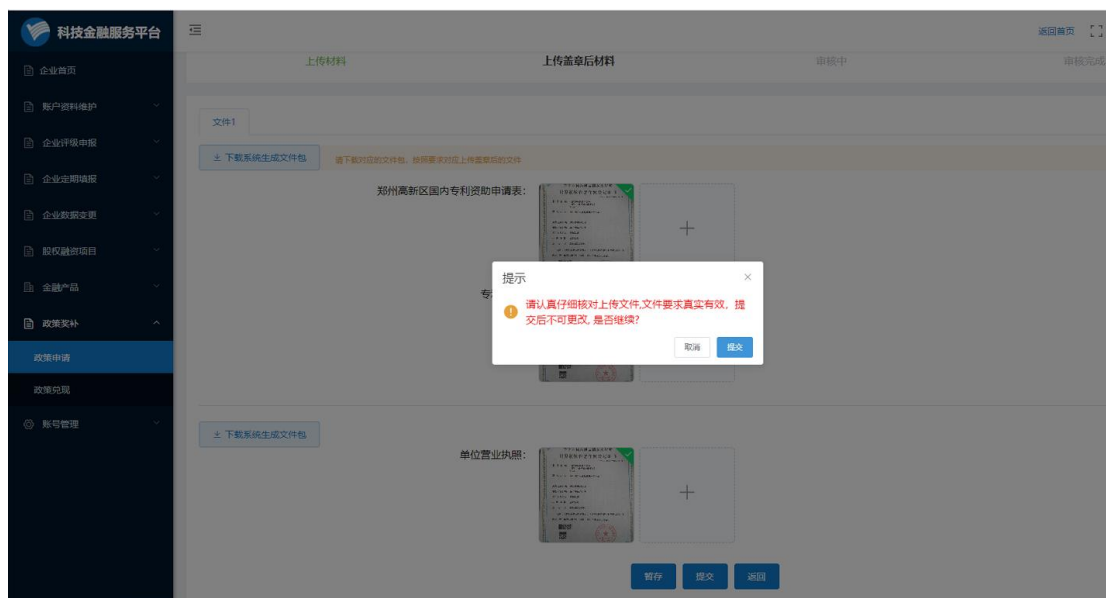 科技金融服务平台
返回首页
企业首页
账户资料维护
企业评级申报
企业定期填报
企业数据变更
股权融资项目
金融产品
政策奖补
政策申请
政策兑现
账号管理
上传材料
上传盖章后材料
审核中
审核完成
文件1
下载系统生成文件包
请下载对应的文件包，按照要求对应上传盖章后的文件
郑州高新区国内专利资助申请表：
专
提示
请认真仔细核对上传文件,文件要求真实有效，提
交后不可更改, 是否继续?
取消
提交
下载系统生成文件包
单位营业执照：
暂存
提交
返回